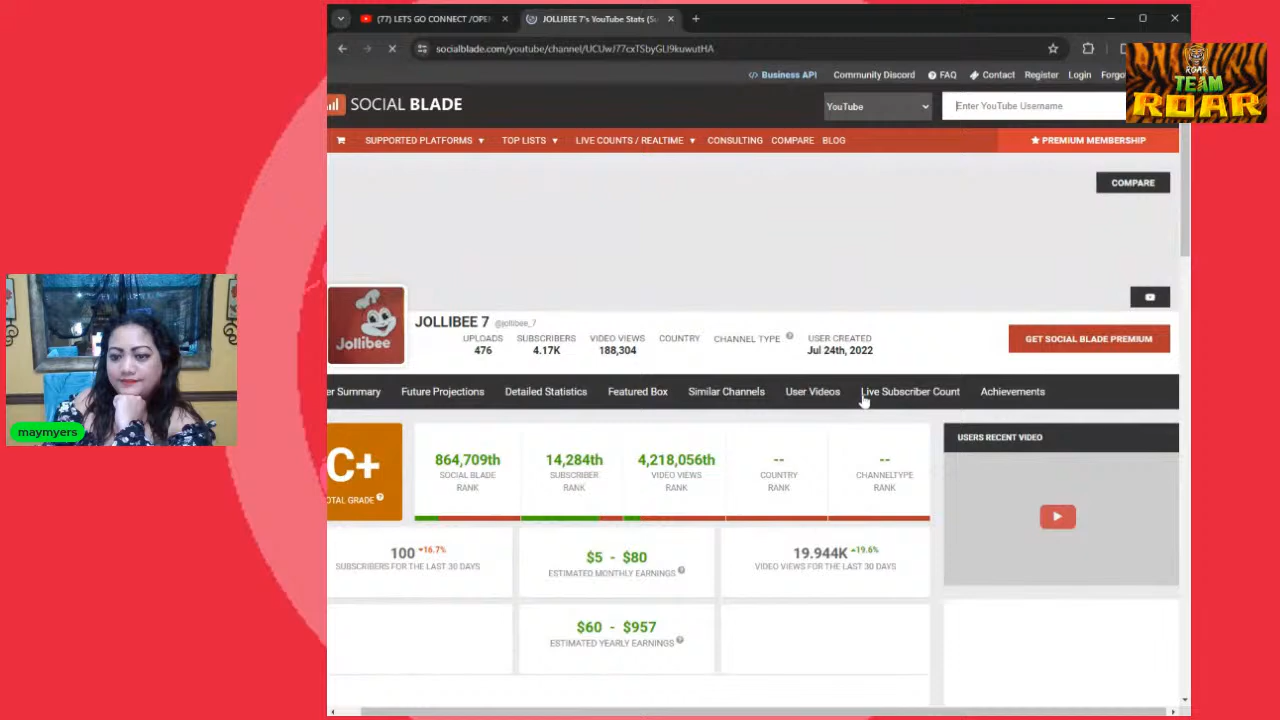 (77) LETS GO CONNECT /OPE
JOLLIBEE 7's YouTube Stats (S
socialblade.com/youtube/channel/UCUwJ77cxTSbyGLI9kuwutHA
Business API Community Discord FAQ Contact Register Login Forgo
ROAR
TEAM
ROAR
SOCIAL BLADE
YouTube
Enter YouTube Username
SUPPORTED PLATFORMS TOP LISTS LIVE COUNTS / REALTIME CONSULTING COMPARE BLOG
PREMIUM MEMBERSHIP
COMPARE
Jollibee
JOLLIBEE 7 @jollibee_7
UPLOADS SUBSCRIBERS VIDEO VIEWS COUNTRY CHANNEL TYPE USER CREATED
476 4.17K 188,304 Jul 24th, 2022
GET SOCIAL BLADE PREMIUM
er Summary Future Projections Detailed Statistics Featured Box Similar Channels User Videos Live Subscriber Count Achievements
C+
OTAL GRADE
864,709th
SOCIAL BLADE
RANK
14,284th
SUBSCRIBER
RANK
4,218,056th
VIDEO VIEWS
RANK
--
COUNTRY
RANK
--
CHANNELTYPE
RANK
USERS RECENT VIDEO
maymyers
100 16.7%
SUBSCRIBERS FOR THE LAST 30 DAYS
$5 - $80
ESTIMATED MONTHLY EARNINGS
19.944K 19.6%
VIDEO VIEWS FOR THE LAST 30 DAYS
$60 - $957
ESTIMATED YEARLY EARNINGS